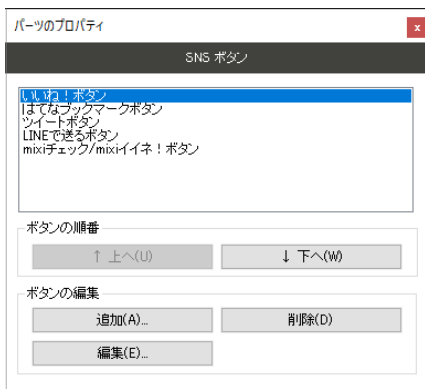 パーツのプロパティ
x
SNS ボタン
いいね！ボタン
はてなブックマークボタン
ツイートボタン
LINEで送るボタン
mixiチェック/mixiイイネ！ボタン
ボタンの順番
↑ 上へ(U)
↓ 下へ(W)
ボタンの編集
追加(A)...
削除(D)
編集(E)...